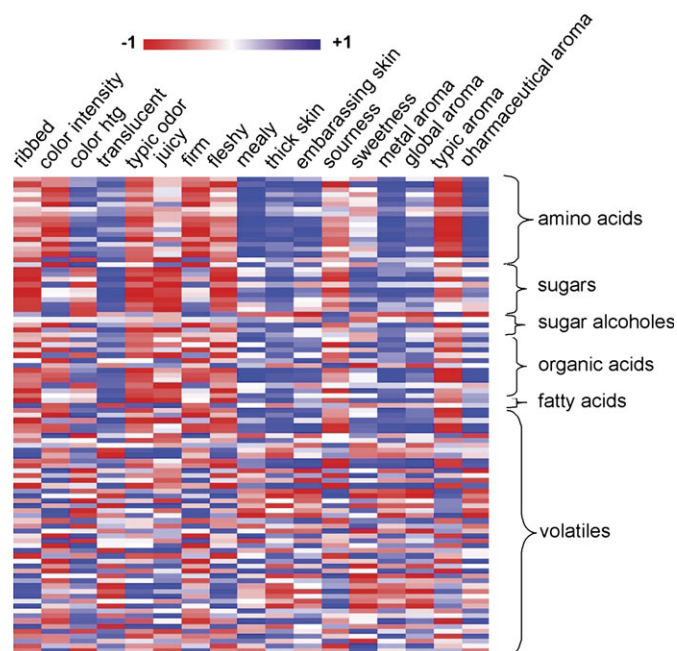 -1 +1
ribbed
color intensity
color htg
translucent
typic odor
juicy
firm
fleshy
mealy
thick skin
embarassing skin
sourness
sweetness
metal aroma
global aroma
typic aroma
pharmaceutical aroma
amino acids
sugars
sugar alcoholes
organic acids
fatty acids
volatiles